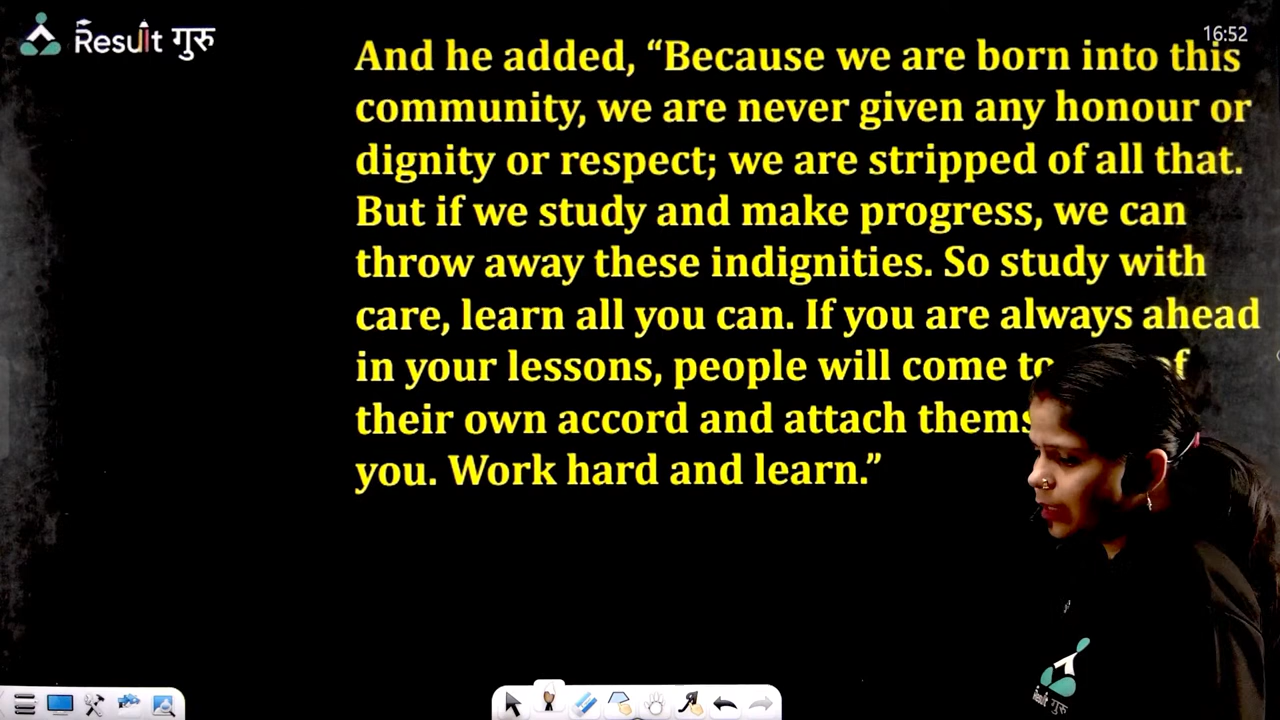 Result गुरु
16:52
And he added, “Because we are born into this
community, we are never given any honour or
dignity or respect; we are stripped of all that.
But if we study and make progress, we can
throw away these indignities. So study with
care, learn all you can. If you are always ahead
in your lessons, people will come
their own accord and attach
you. Work hard and learn.”
Result गुरु